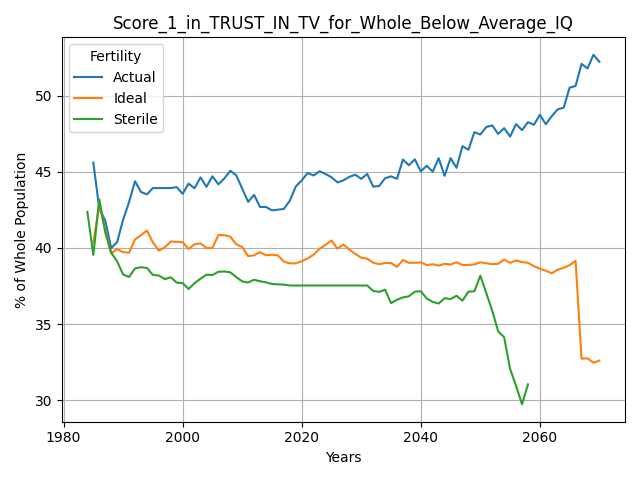 Score_1_in_TRUST_IN_TV_for_Whole_Below_Average_IQ
Fertility
Actual
Ideal
Sterile
% of Whole Population
50
45
40
35
30
1980
2000
2020
2040
2060
Years